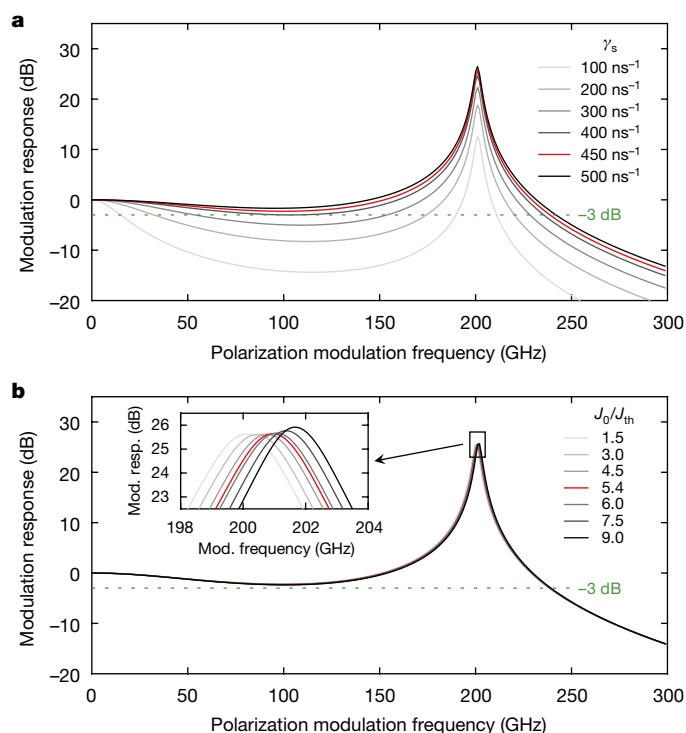 a
Modulation response (dB)
30
20
10
0
−10
−20
γs
100 ns−1
200 ns−1
300 ns−1
400 ns−1
450 ns−1
500 ns−1
−3 dB
0 50 100 150 200 250 300
Polarization modulation frequency (GHz)
b
Modulation response (dB)
30
20
10
0
−10
−20
Mod. resp. (dB)
26
25
24
23
198 200 202 204
Mod. frequency (GHz)
J0/Jth
1.5
3.0
4.5
5.4
6.0
7.5
9.0
−3 dB
0 50 100 150 200 250 300
Polarization modulation frequency (GHz)